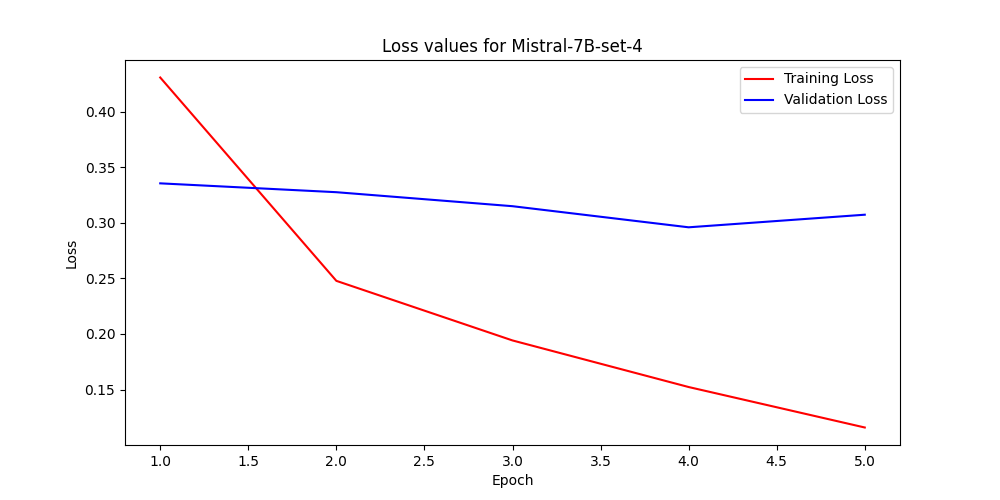 Loss values for Mistral-7B-set-4
Training Loss
Validation Loss
0.40
0.35
0.30
0.25
0.20
0.15
Loss
1.0 1.5 2.0 2.5 3.0 3.5 4.0 4.5 5.0
Epoch